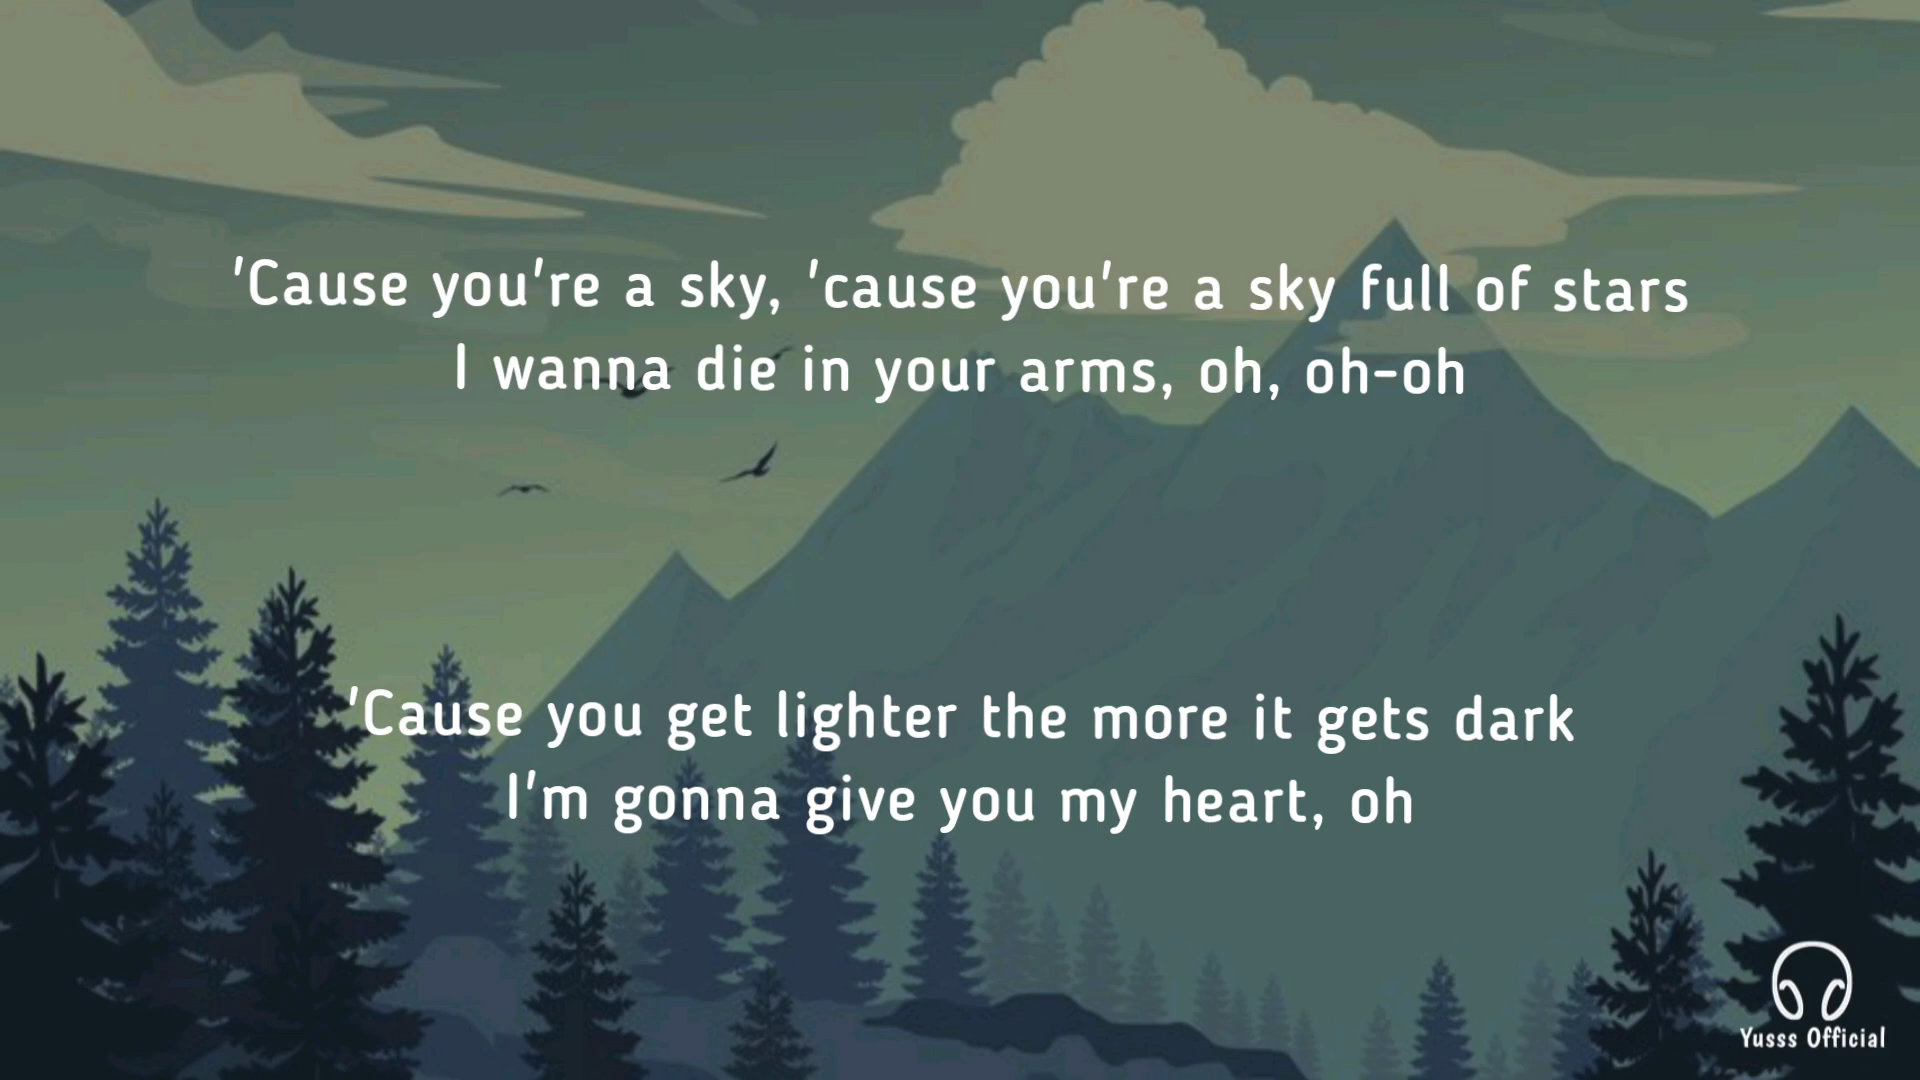 'Cause you're a sky, 'cause you're a sky full of stars
I wanna die in your arms, oh, oh-oh
'Cause you get lighter the more it gets dark
I'm gonna give you my heart, oh
Yusss Official